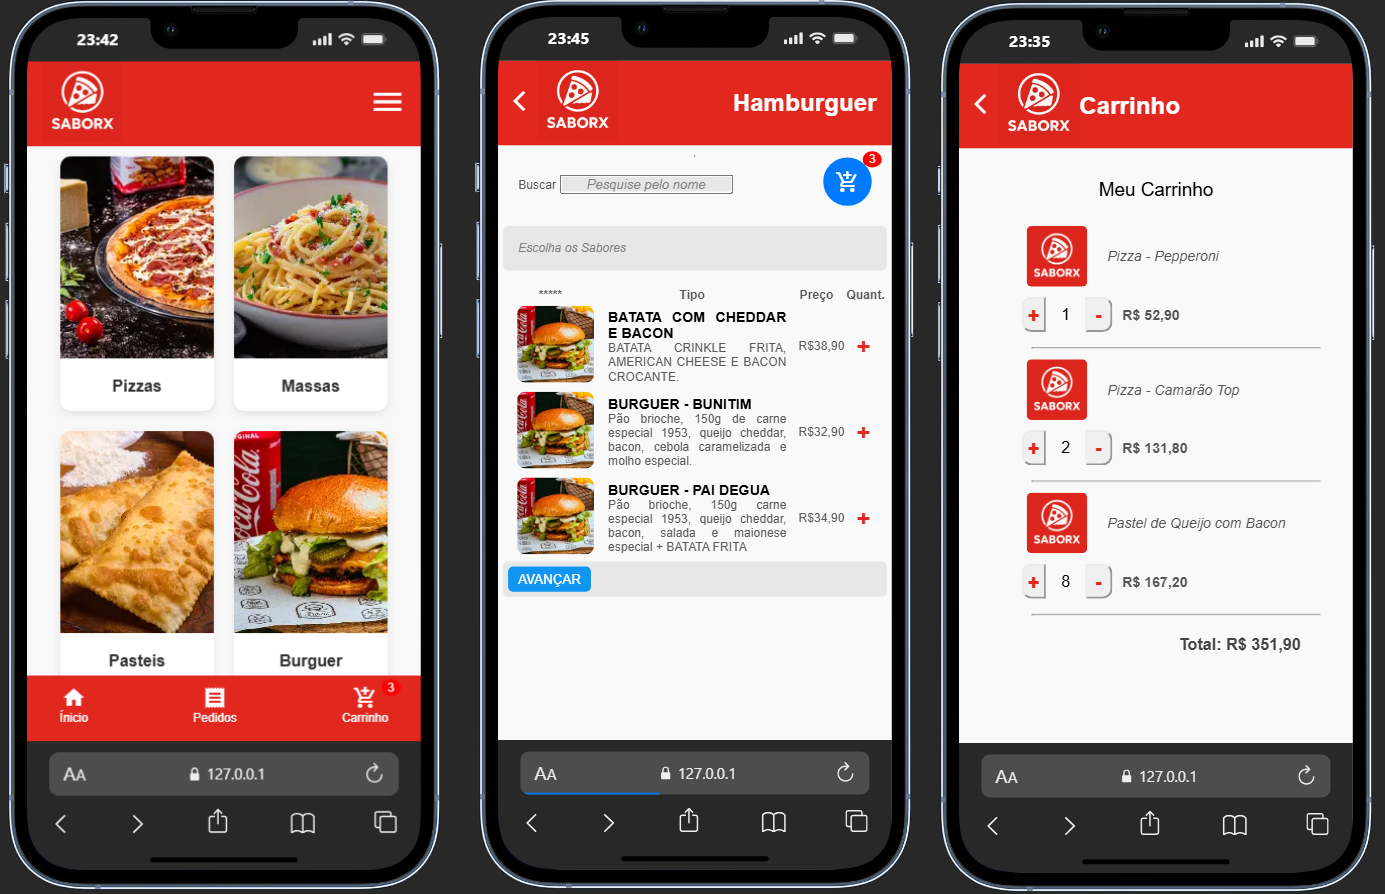 23:42
SABORX
Pizzas
Massas
Coca-Cola
Pasteis
Burguer
3
Ínicio
Pedidos
Carrinho
AA
127.0.0.1
23:45
SABORX
Hamburguer
3
Buscar
Pesquise pelo nome
Escolha os Sabores
***** Tipo Preço Quant.
BATATA COM CHEDDAR
E BACON
BATATA CRINKLE FRITA,
AMERICAN CHEESE E BACON
CROCANTE.
R$38,90 +
BURGUER - BUNITIM
Pão brioche, 150g de carne
especial 1953, queijo cheddar,
bacon, cebola caramelizada e
molho especial.
R$32,90 +
BURGUER - PAI DEGUA
Pão brioche, 150g carne
especial 1953, queijo cheddar,
bacon, salada e maionese
especial + BATATA FRITA
R$34,90 +
AVANÇAR
AA
127.0.0.1
23:35
SABORX
Carrinho
Meu Carrinho
SABORX
Pizza - Pepperoni
+ 1 - R$ 52,90
SABORX
Pizza - Camarão Top
+ 2 - R$ 131,80
SABORX
Pastel de Queijo com Bacon
+ 8 - R$ 167,20
Total: R$ 351,90
AA
127.0.0.1